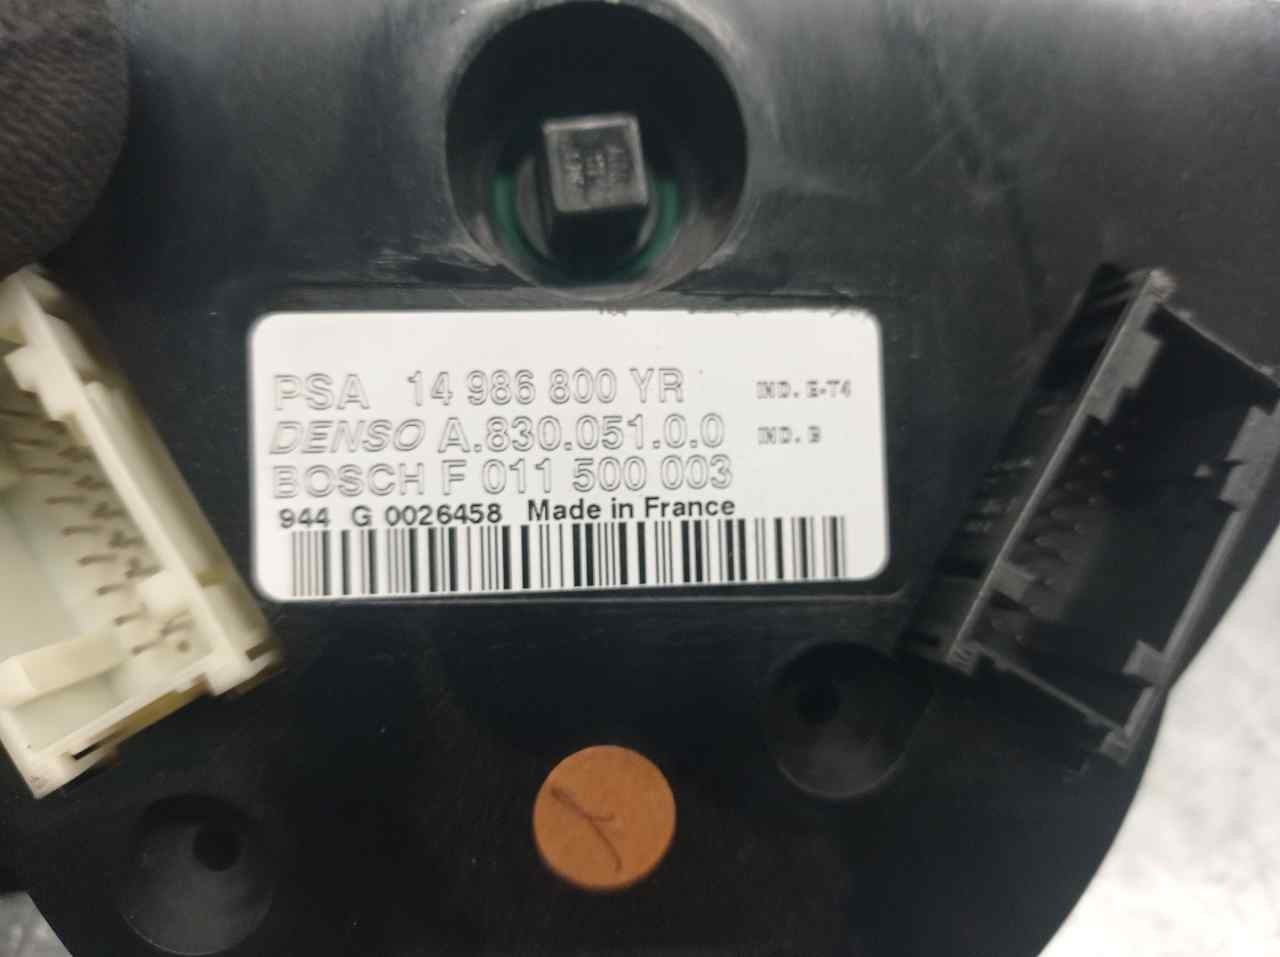 PSA 14 986 800 YR IND. E-74
DENSO A.830.051.0.0 IND. B
BOSCH F 011 500 003
944 G 0026458 Made in France